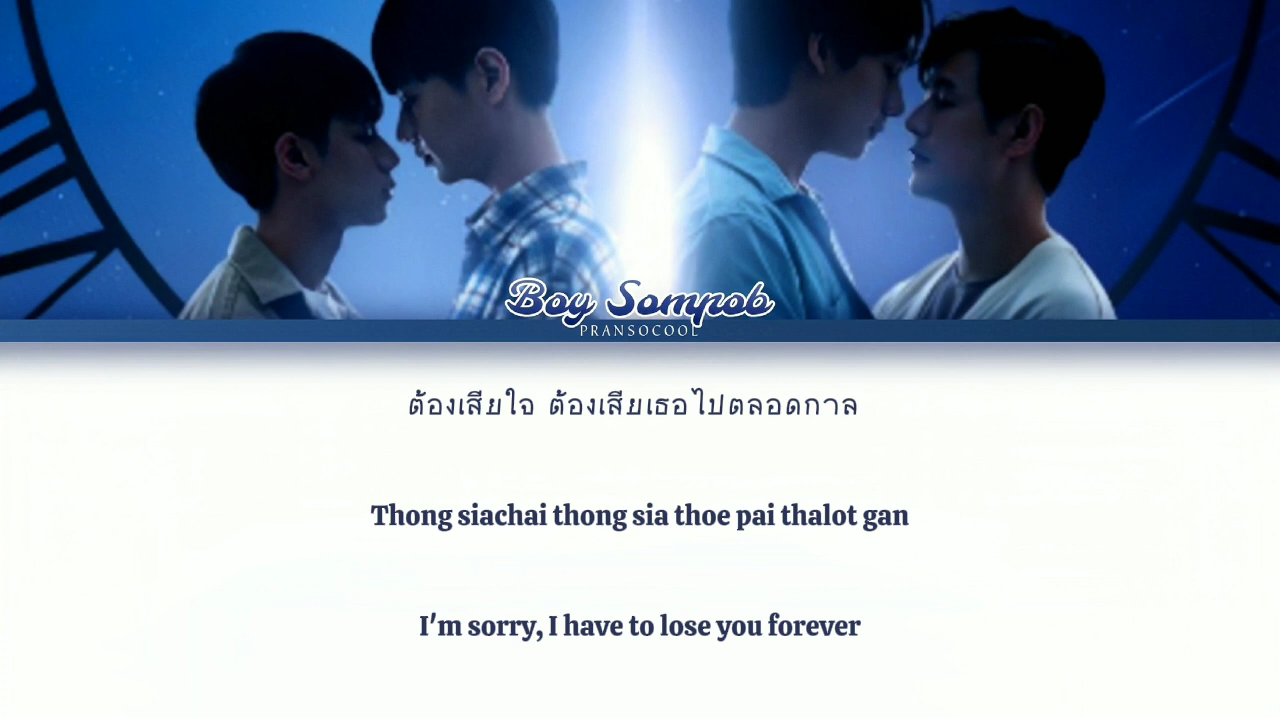 Boy Sompob
PRANSOCOOL
ต้องเสียใจ ต้องเสียเธอไปตลอดกาล
Thong siachai thong sia thoe pai thalot gan
I'm sorry, I have to lose you forever